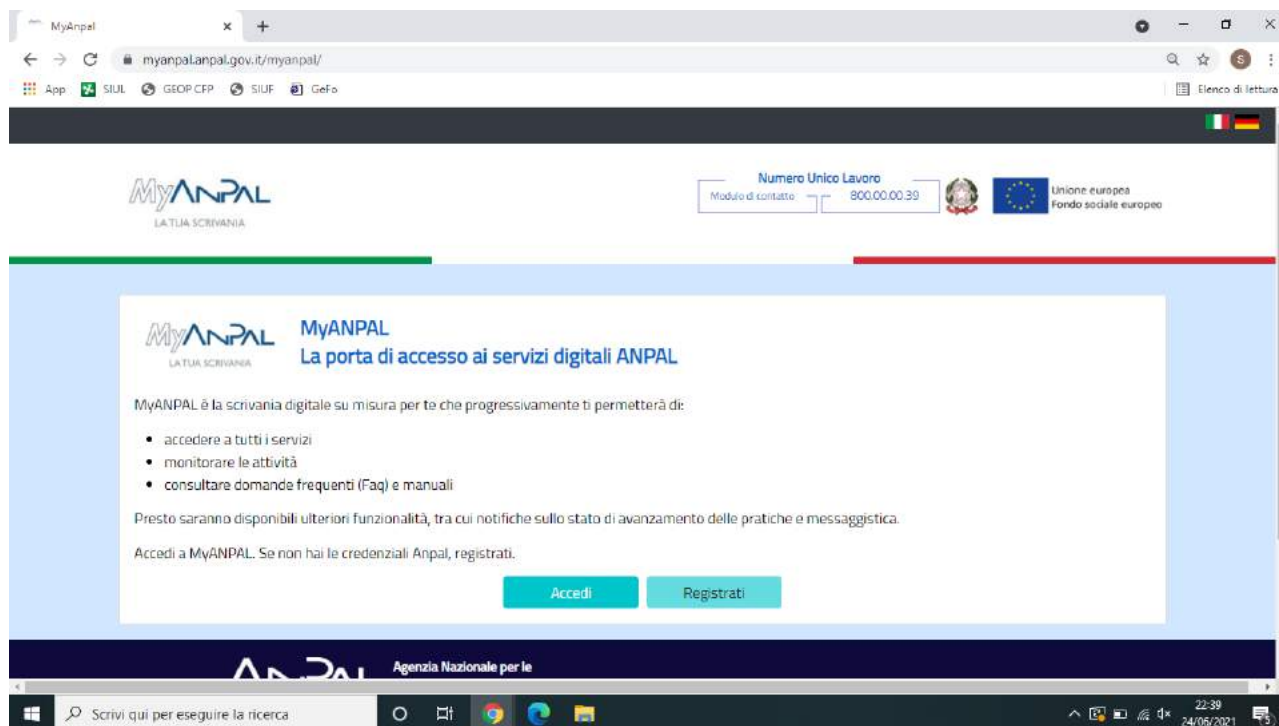 MyAnpal
myanpal.anpal.gov.it/myanpal/
S
App SIUL GEOP CFP SIUF GeFo Elenco di lettura
MyANPAL
LA TUA SCRIVANIA
Numero Unico Lavoro
Modulo di contatto 800.00.00.39
Unione europea
Fondo sociale europeo
MyANPAL
LA TUA SCRIVANIA
MyANPAL
La porta di accesso ai servizi digitali ANPAL
MyANPAL è la scrivania digitale su misura per te che progressivamente ti permetterà di:
accedere a tutti i servizi
monitorare le attività
consultare domande frequenti (Faq) e manuali
Presto saranno disponibili ulteriori funzionalità, tra cui notifiche sullo stato di avanzamento delle pratiche e messaggistica.
Accedi a MyANPAL. Se non hai le credenziali Anpal, registrati.
Accedi Registrati
ANPAL
Agenzia Nazionale per le
Scrivi qui per eseguire la ricerca
22:39
24/06/2021